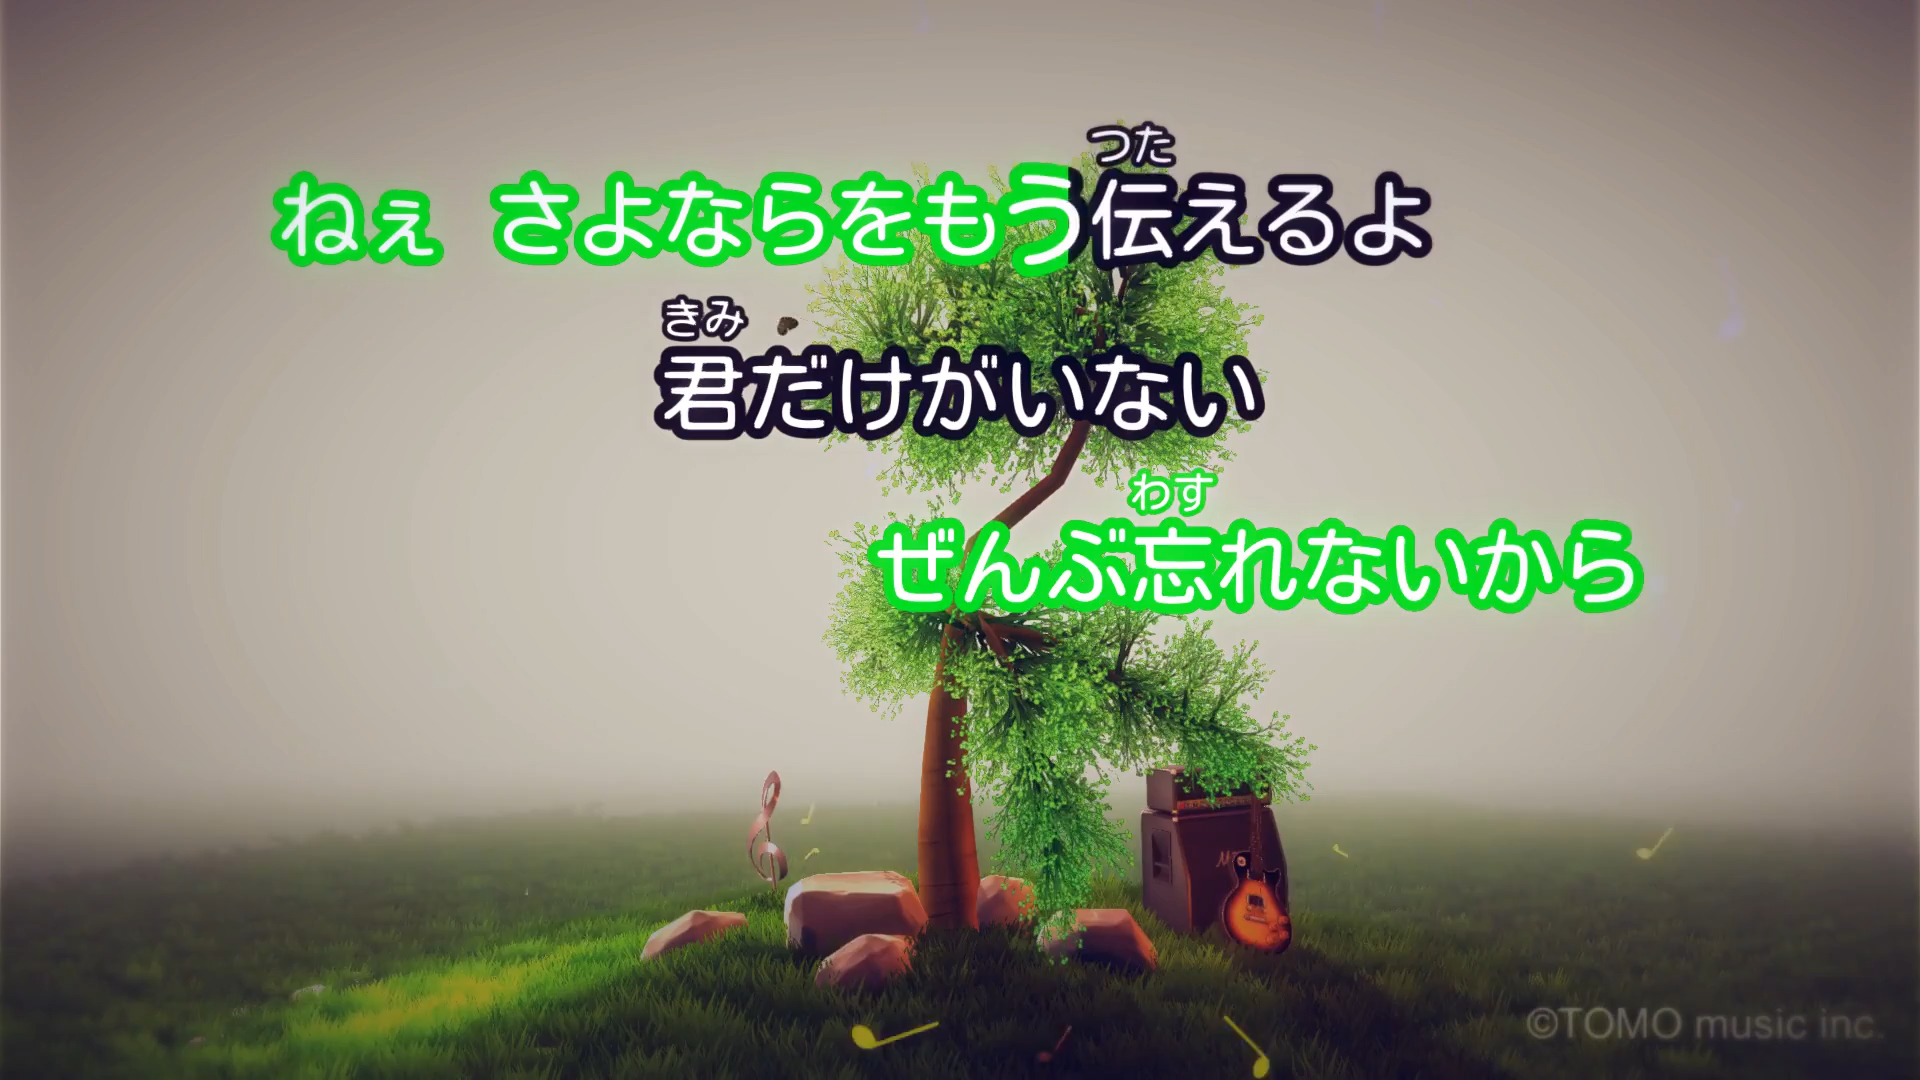 つた
ねぇ さよならをもう伝えるよ
きみ
君だけがいない
わす
ぜんぶ忘れないから
©TOMO music inc.